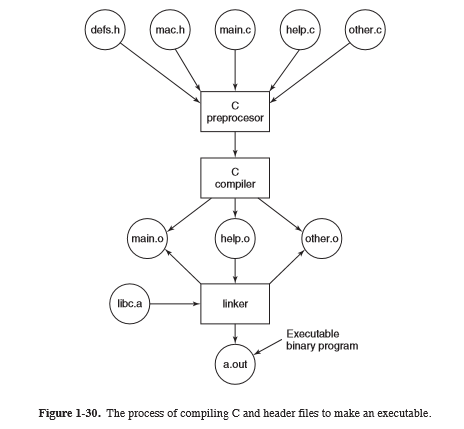 defs.h
mac.h
main.c
help.c
other.c
C
preprocesor
C
compiler
main.o
help.o
other.o
libc.a
linker
Executable
binary program
a.out
Figure 1-30. The process of compiling C and header files to make an executable.